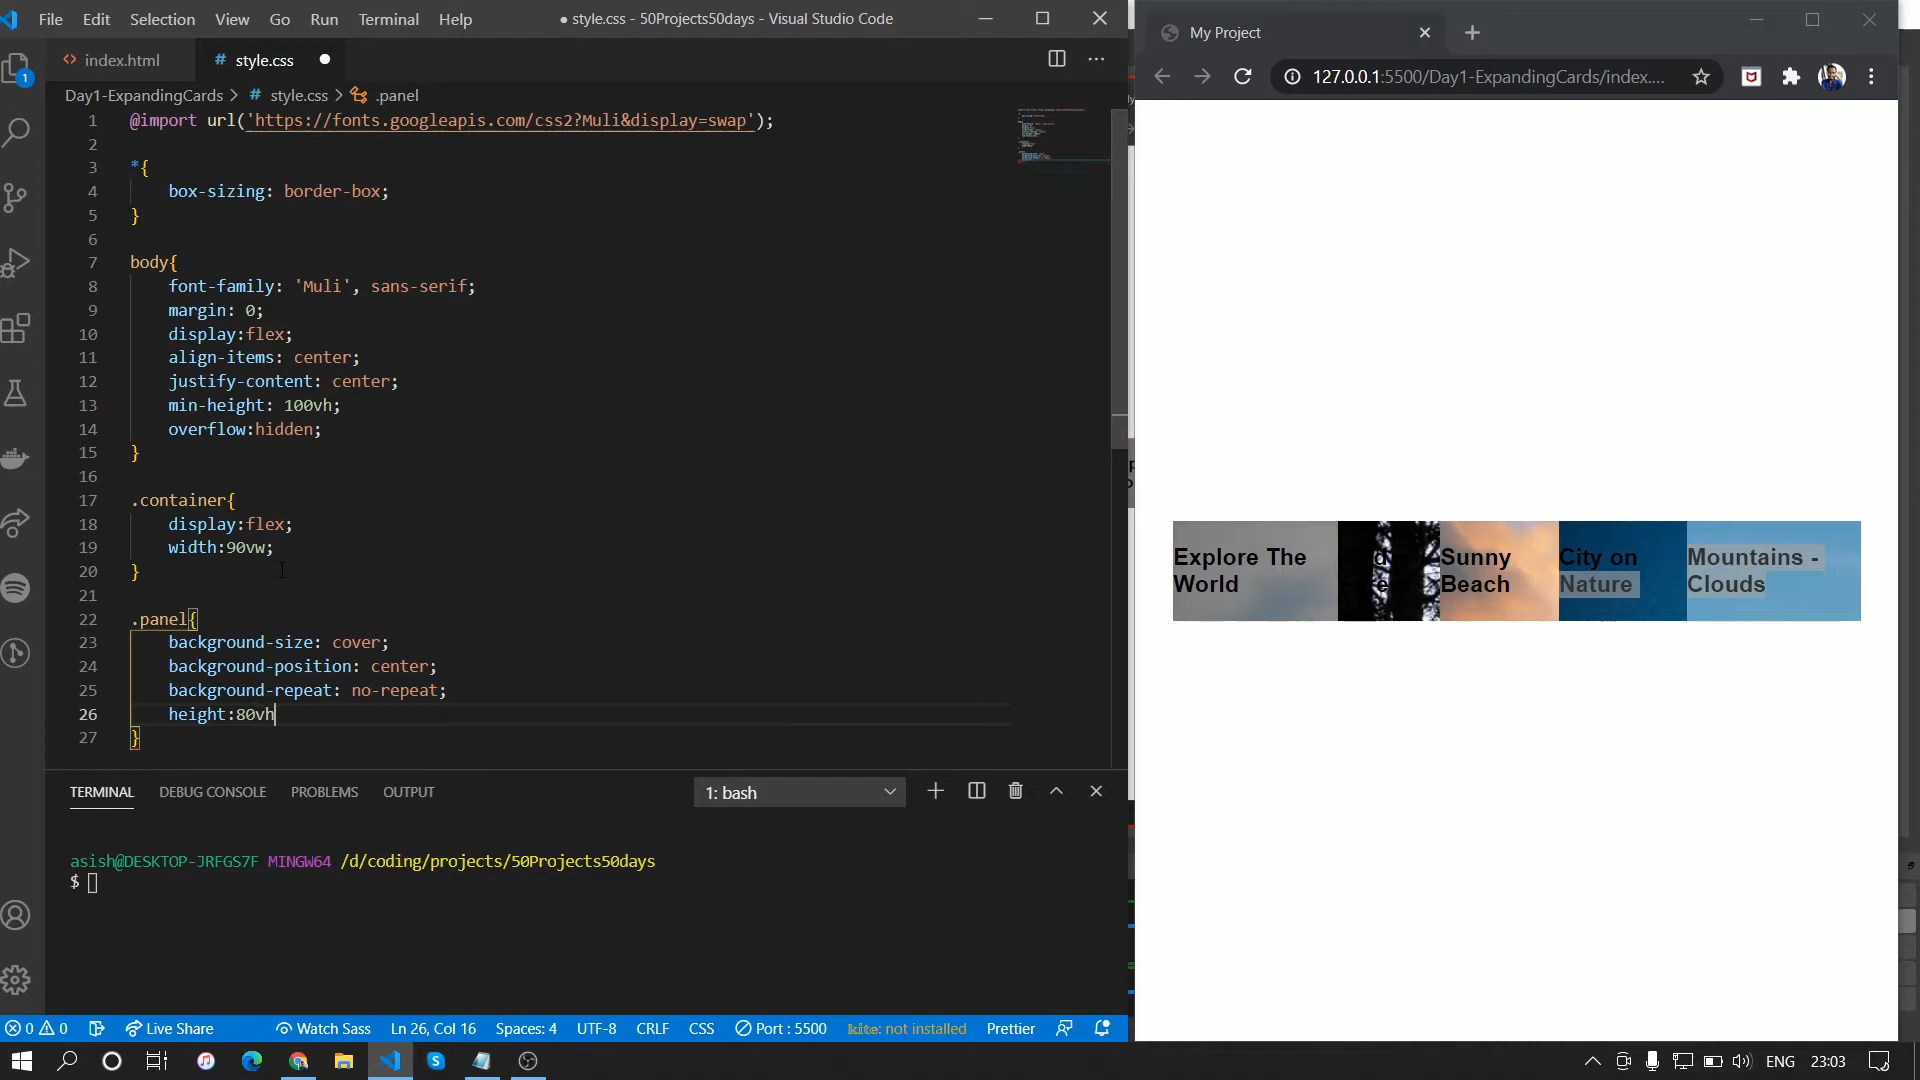 File Edit Selection View Go Run Terminal Help ● style.css - 50Projects50days - Visual Studio Code
index.html
# style.css
Day1-ExpandingCards > # style.css > .panel
1 @import url('https://fonts.googleapis.com/css2?Muli&display=swap');
2
3 *{
4 box-sizing: border-box;
5 }
6
7 body{
8 font-family: 'Muli', sans-serif;
9 margin: 0;
10 display:flex;
11 align-items: center;
12 justify-content: center;
13 min-height: 100vh;
14 overflow:hidden;
15 }
16
17 .container{
18 display:flex;
19 width:90vw;
20 }
21
22 .panel{
23 background-size: cover;
24 background-position: center;
25 background-repeat: no-repeat;
26 height:80vh
27 }
TERMINAL DEBUG CONSOLE PROBLEMS OUTPUT 1: bash
asish@DESKTOP-JRFGS7F MINGW64 /d/coding/projects/50Projects50days
$
1
0 0 Live Share Watch Sass Ln 26, Col 16 Spaces: 4 UTF-8 CRLF CSS Port : 5500 kite: not installed Prettier
My Project
127.0.0.1:5500/Day1-ExpandingCards/index....
Explore The
World
Sunny
Beach
City on
Nature
Mountains -
Clouds
ENG 23:03